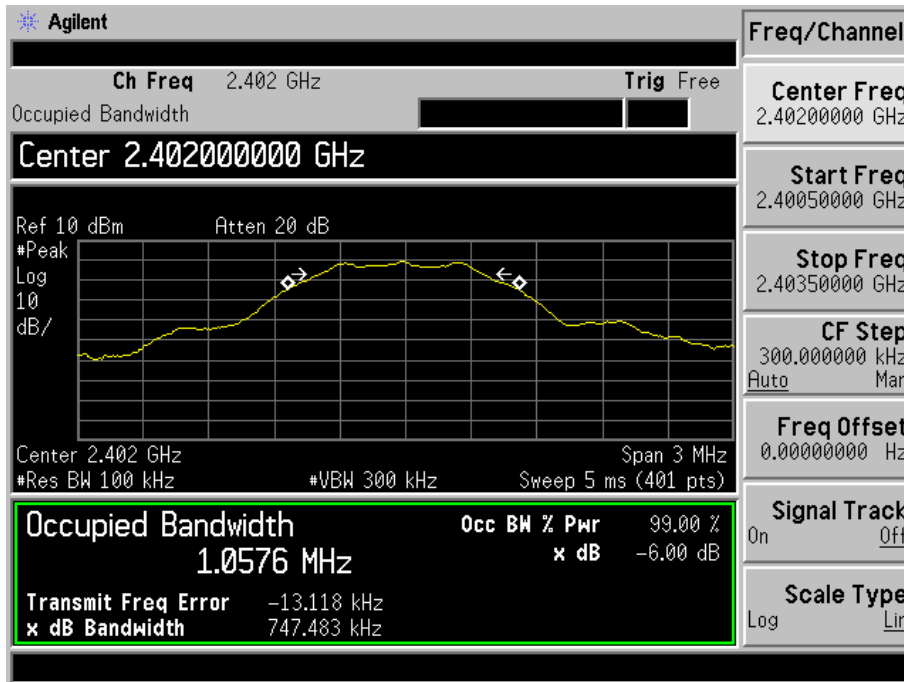 Agilent
Ch Freq 2.402 GHz Trig Free
Occupied Bandwidth
Center 2.402000000 GHz
Ref 10 dBm Atten 20 dB
#Peak
Log
10
dB/
Center 2.402 GHz Span 3 MHz
#Res BW 100 kHz #VBW 300 kHz Sweep 5 ms (401 pts)
Occupied Bandwidth
1.0576 MHz
Occ BW % Pwr 99.00 %
x dB -6.00 dB
Transmit Freq Error -13.118 kHz
x dB Bandwidth 747.483 kHz
Freq/Channel
Center Freq
2.40200000 GHz
Start Freq
2.40050000 GHz
Stop Freq
2.40350000 GHz
CF Step
300.000000 kHz
Auto Man
Freq Offset
0.00000000 Hz
Signal Track
On Off
Scale Type
Log Lin